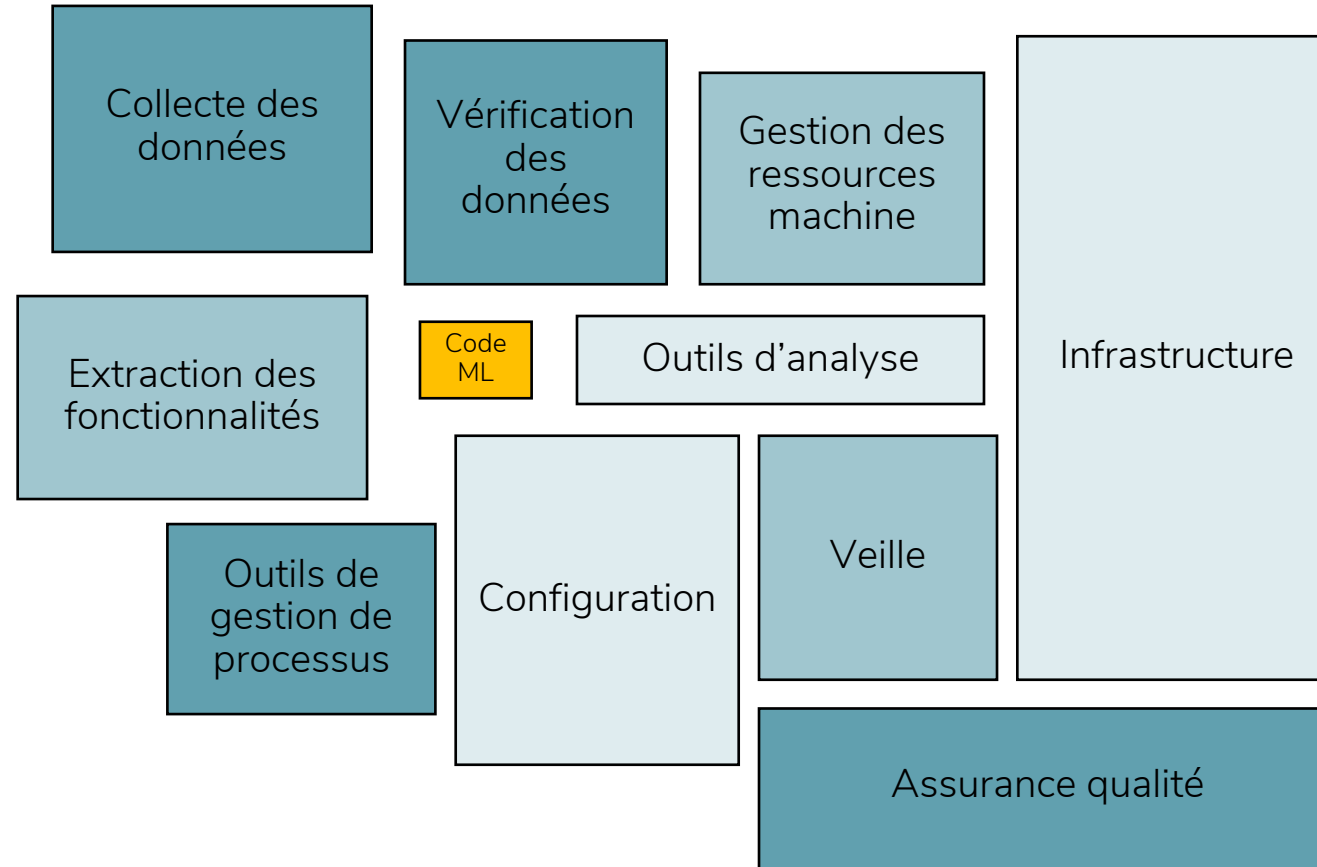 Collecte des
données
Vérification
des
données
Gestion des
ressources
machine
Infrastructure
Extraction des
fonctionnalités
Code
ML
Outils d’analyse
Outils de
gestion de
processus
Configuration
Veille
Assurance qualité